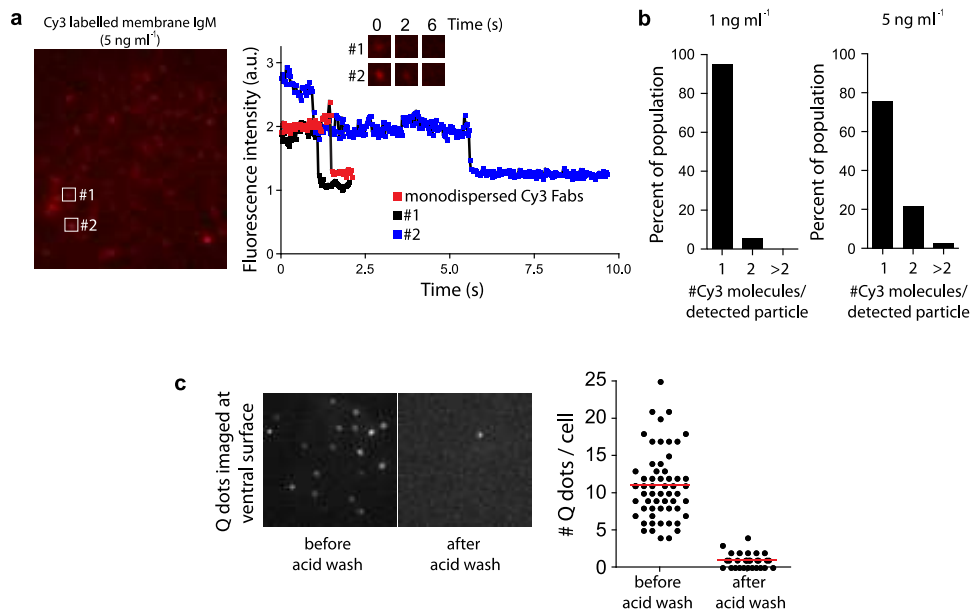 a
Cy3 labelled membrane IgM
(5 ng ml⁻¹)
#1
#2
0 2 6 Time (s)
#1
#2
Fluorescence intensity (a.u.)
3
2
1
0
monodispersed Cy3 Fabs
#1
#2
0 2.5 5.0 7.5 10.0
Time (s)
b
1 ng ml⁻¹
Percent of population
100
80
60
40
20
0
1 2 >2
#Cy3 molecules/
detected particle
5 ng ml⁻¹
Percent of population
100
80
60
40
20
0
1 2 >2
#Cy3 molecules/
detected particle
c
Q dots imaged at
ventral surface
before
acid wash
after
acid wash
# Q dots / cell
25
20
15
10
5
0
before
acid wash
after
acid wash